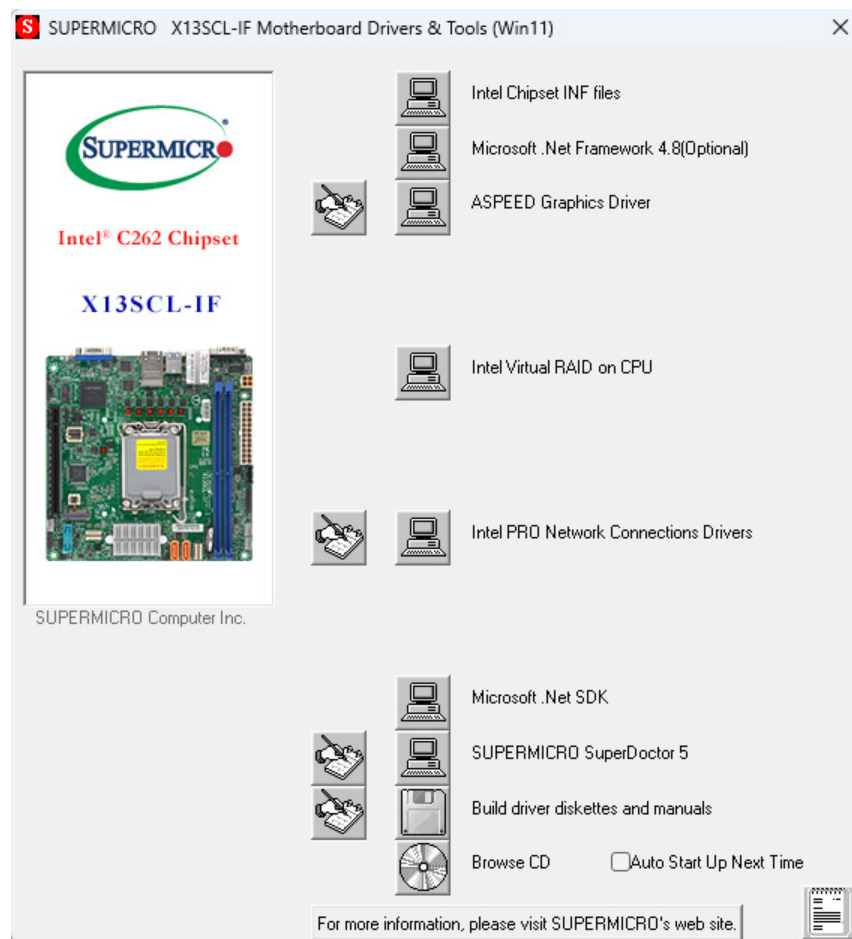 SUPERMICRO X13SCL-IF Motherboard Drivers & Tools (Win11)
SUPERMICRO
Intel® C262 Chipset
X13SCL-IF
SUPERMICRO Computer Inc.
Intel Chipset INF files
Microsoft .Net Framework 4.8(Optional)
ASPEED Graphics Driver
Intel Virtual RAID on CPU
Intel PRO Network Connections Drivers
Microsoft .Net SDK
SUPERMICRO SuperDoctor 5
Build driver diskettes and manuals
Browse CD
Auto Start Up Next Time
For more information, please visit SUPERMICRO's web site.